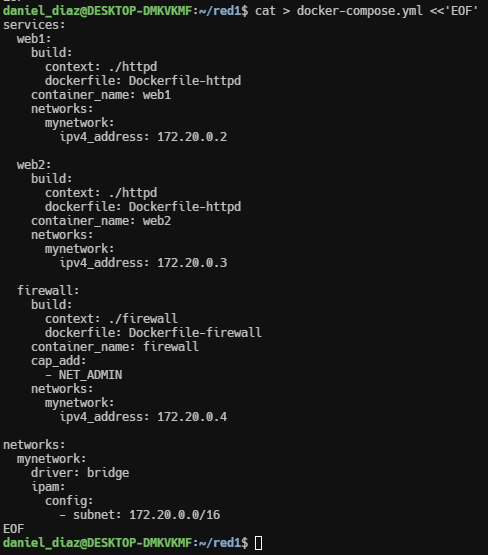 daniel_diaz@DESKTOP-DMKVKMF:~/red1$ cat > docker-compose.yml <<'EOF'
services:
  web1:
    build:
      context: ./httpd
      dockerfile: Dockerfile-httpd
    container_name: web1
    networks:
      mynetwork:
        ipv4_address: 172.20.0.2

  web2:
    build:
      context: ./httpd
      dockerfile: Dockerfile-httpd
    container_name: web2
    networks:
      mynetwork:
        ipv4_address: 172.20.0.3

  firewall:
    build:
      context: ./firewall
      dockerfile: Dockerfile-firewall
    container_name: firewall
    cap_add:
      - NET_ADMIN
    networks:
      mynetwork:
        ipv4_address: 172.20.0.4

networks:
  mynetwork:
    driver: bridge
    ipam:
      config:
        - subnet: 172.20.0.0/16
EOF
daniel_diaz@DESKTOP-DMKVKMF:~/red1$